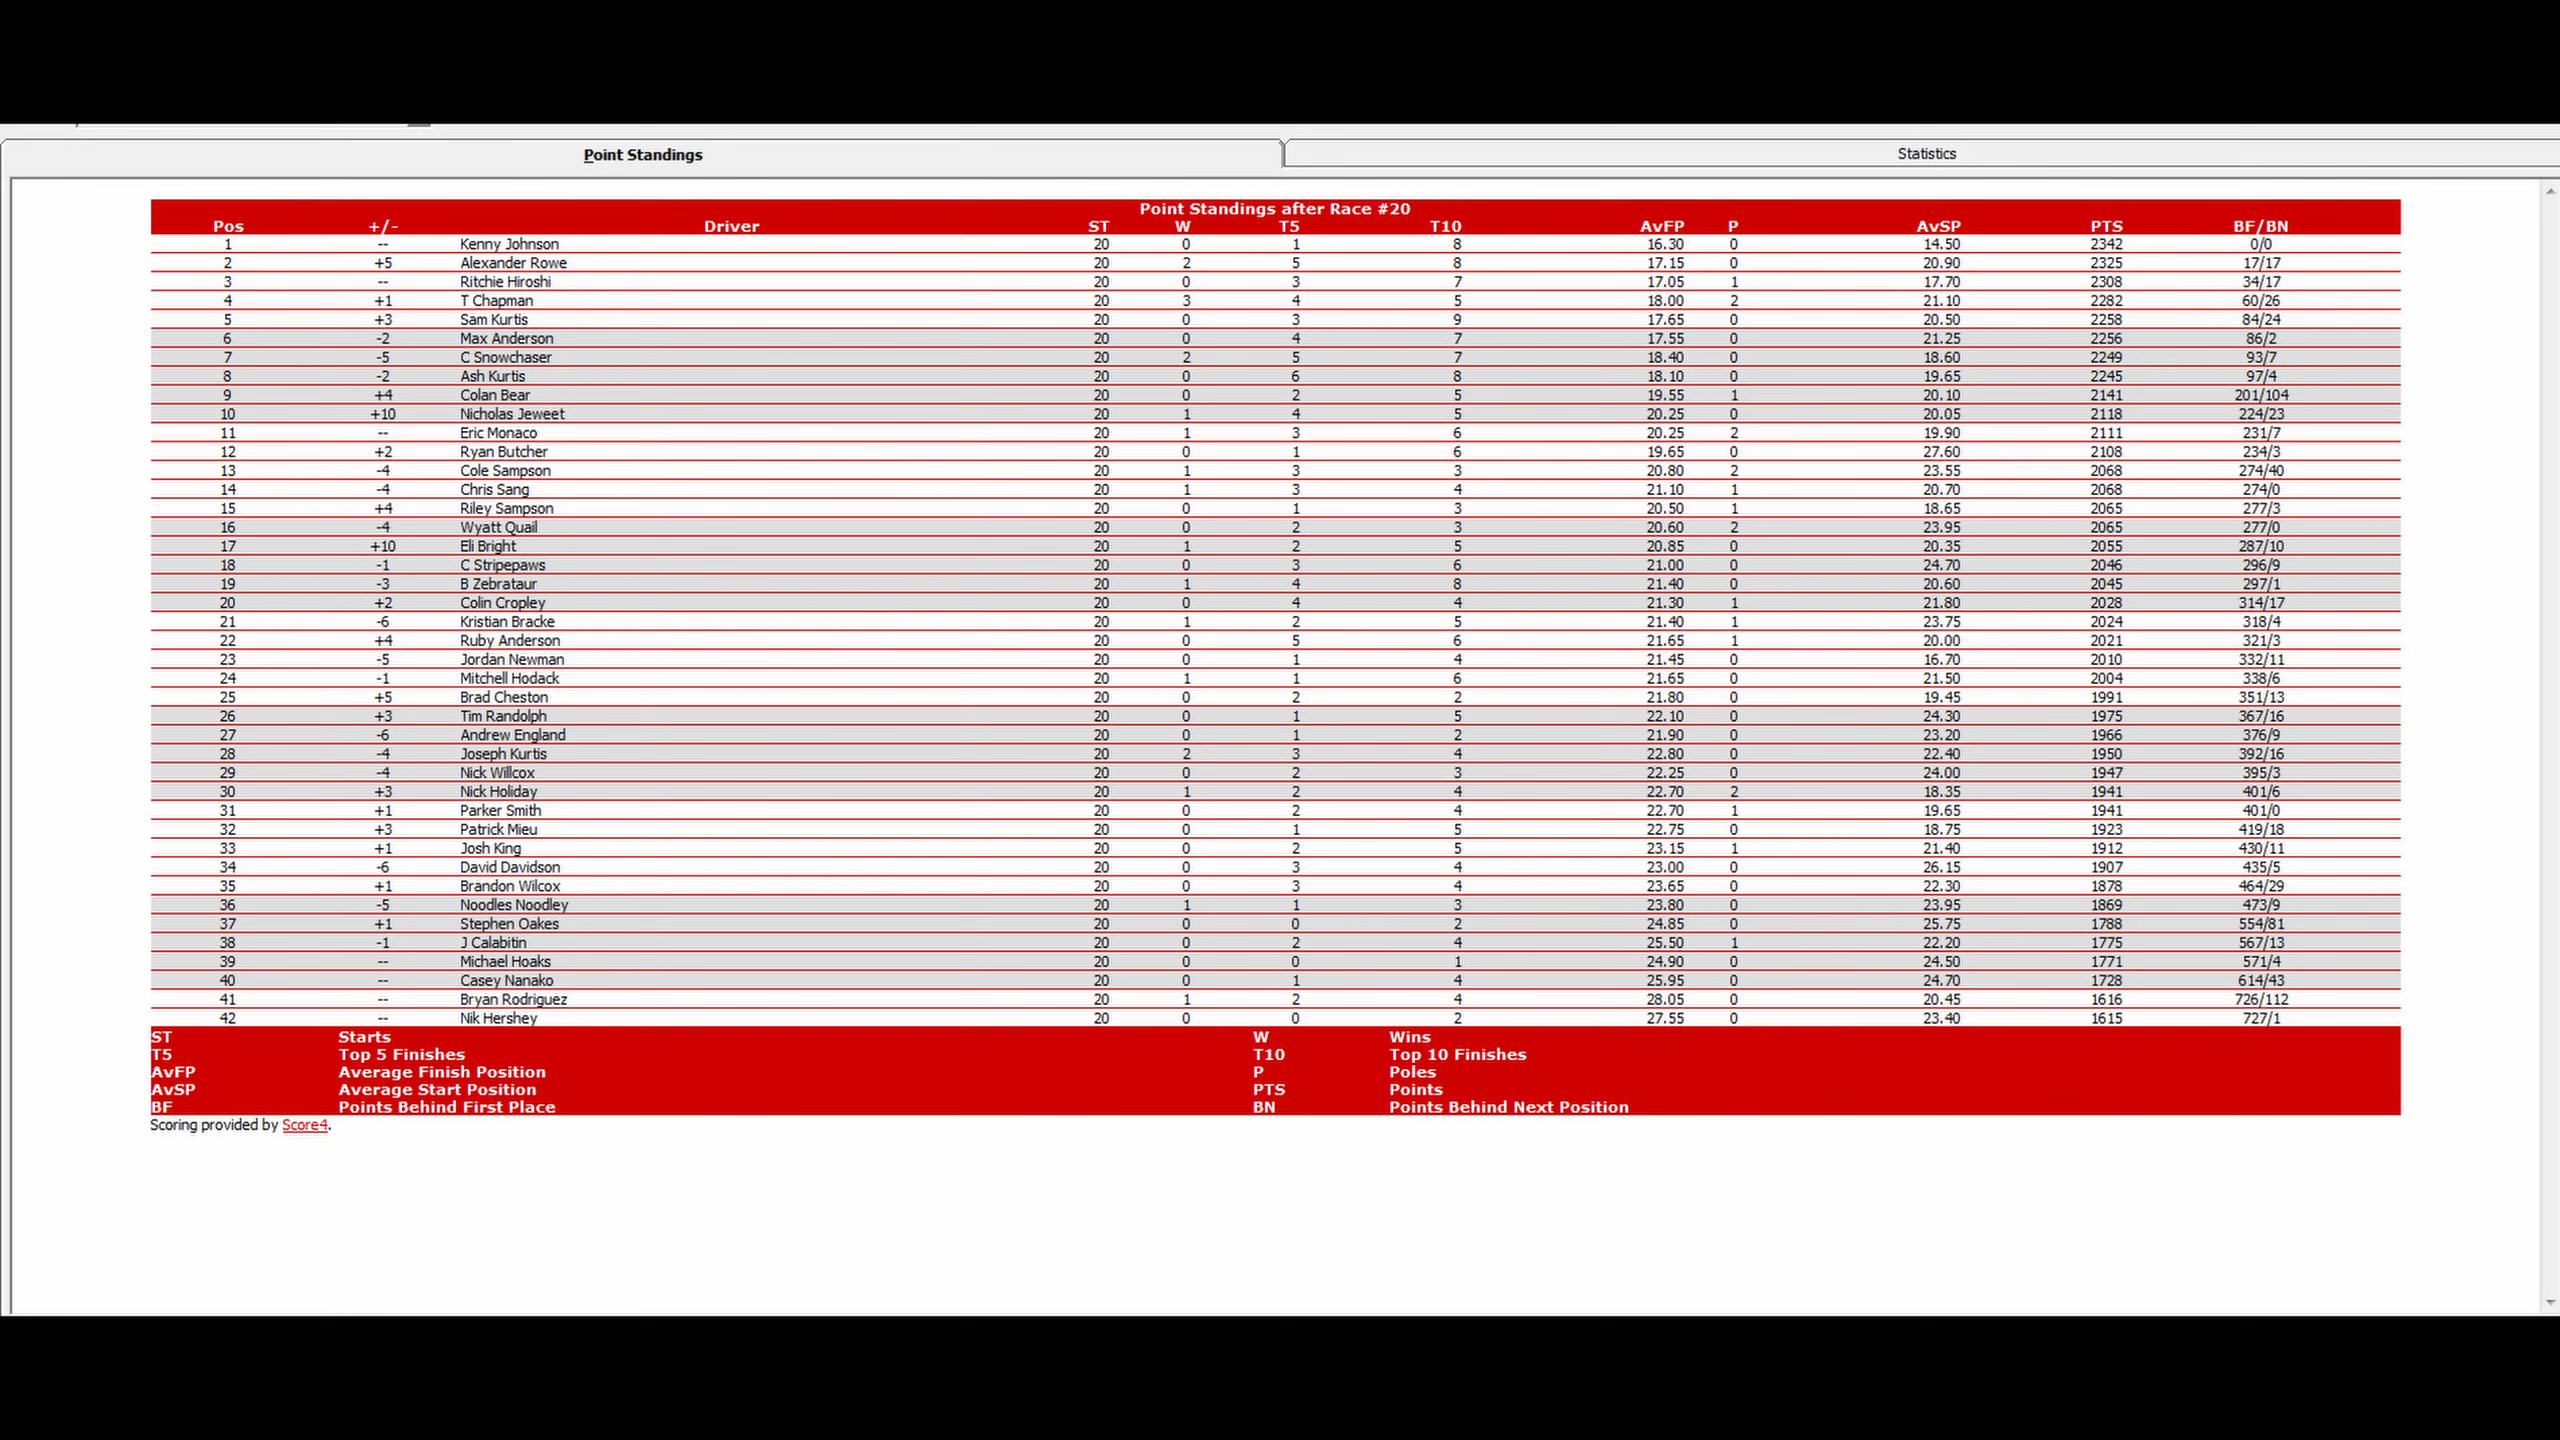 Point Standings Statistics
Point Standings after Race #20
Pos +/- Driver ST W T5 T10 AvFP P AvSP PTS BF/BN
1 -- Kenny Johnson 20 0 1 8 16.30 0 14.50 2342 0/0
2 +5 Alexander Rowe 20 2 5 8 17.15 0 20.90 2325 17/17
3 -- Ritchie Hiroshi 20 0 3 7 17.05 1 17.70 2308 34/17
4 +1 T Chapman 20 3 4 5 18.00 2 21.10 2282 60/26
5 +3 Sam Kurtis 20 0 3 9 17.65 0 20.50 2258 84/24
6 -2 Max Anderson 20 0 4 7 17.55 0 21.25 2256 86/2
7 -5 C Snowchaser 20 2 5 7 18.40 0 18.60 2249 93/7
8 -2 Ash Kurtis 20 0 6 8 18.10 0 19.65 2245 97/4
9 +4 Colan Bear 20 0 2 5 19.55 1 20.10 2141 201/104
10 +10 Nicholas Jeweet 20 1 4 5 20.25 0 20.05 2118 224/23
11 -- Eric Monaco 20 1 3 6 20.25 2 19.90 2111 231/7
12 +2 Ryan Butcher 20 0 1 6 19.65 0 27.60 2108 234/3
13 -4 Cole Sampson 20 1 3 3 20.80 2 23.55 2068 274/40
14 -4 Chris Sang 20 1 3 4 21.10 1 20.70 2068 274/0
15 +4 Riley Sampson 20 0 1 3 20.50 1 18.65 2065 277/3
16 -4 Wyatt Quail 20 0 2 3 20.60 2 23.95 2065 277/0
17 +10 Eli Bright 20 1 2 5 20.85 0 20.35 2055 287/10
18 -1 C Stripepaws 20 0 3 6 21.00 0 24.70 2046 296/9
19 -3 B Zebrataur 20 1 4 8 21.40 0 20.60 2045 297/1
20 +2 Colin Cropley 20 0 4 4 21.30 1 21.80 2028 314/17
21 -6 Kristian Bracke 20 1 2 5 21.40 1 23.75 2024 318/4
22 +4 Ruby Anderson 20 0 5 6 21.65 1 20.00 2021 321/3
23 -5 Jordan Newman 20 0 1 4 21.45 0 16.70 2010 332/11
24 -1 Mitchell Hodack 20 1 1 6 21.65 0 21.50 2004 338/6
25 +5 Brad Cheston 20 0 2 2 21.80 0 19.45 1991 351/13
26 +3 Tim Randolph 20 0 1 5 22.10 0 24.30 1975 367/16
27 -6 Andrew England 20 0 1 2 21.90 0 23.20 1966 376/9
28 -4 Joseph Kurtis 20 2 3 4 22.80 0 22.40 1950 392/16
29 -4 Nick Willcox 20 0 2 3 22.25 0 24.00 1947 395/3
30 +3 Nick Holiday 20 1 2 4 22.70 2 18.35 1941 401/6
31 +1 Parker Smith 20 0 2 4 22.70 1 19.65 1941 401/0
32 +3 Patrick Mieu 20 0 1 5 22.75 0 18.75 1923 419/18
33 +1 Josh King 20 0 2 5 23.15 1 21.40 1912 430/11
34 -6 David Davidson 20 0 3 4 23.00 0 26.15 1907 435/5
35 +1 Brandon Wilcox 20 0 3 4 23.65 0 22.30 1878 464/29
36 -5 Noodles Noodley 20 1 1 3 23.80 0 23.95 1869 473/9
37 +1 Stephen Oakes 20 0 0 2 24.85 0 25.75 1788 554/81
38 -1 J Calabitin 20 0 2 4 25.50 1 22.20 1775 567/13
39 -- Michael Hoaks 20 0 0 1 24.90 0 24.50 1771 571/4
40 -- Casey Nanako 20 0 1 4 25.95 0 24.70 1728 614/43
41 -- Bryan Rodriguez 20 1 2 4 28.05 0 20.45 1616 726/112
42 -- Nik Hershey 20 0 0 2 27.55 0 23.40 1615 727/1
ST Starts W Wins
T5 Top 5 Finishes T10 Top 10 Finishes
AvFP Average Finish Position P Poles
AvSP Average Start Position PTS Points
BF Points Behind First Place BN Points Behind Next Position
Scoring provided by Score4.